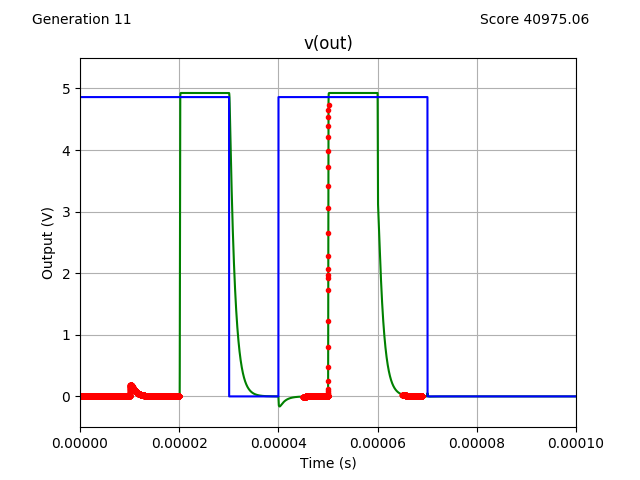 Generation 11
Score 40975.06
v(out)
5
4
3
2
1
0
Output (V)
0.00000
0.00002
0.00004
0.00006
0.00008
0.00010
Time (s)